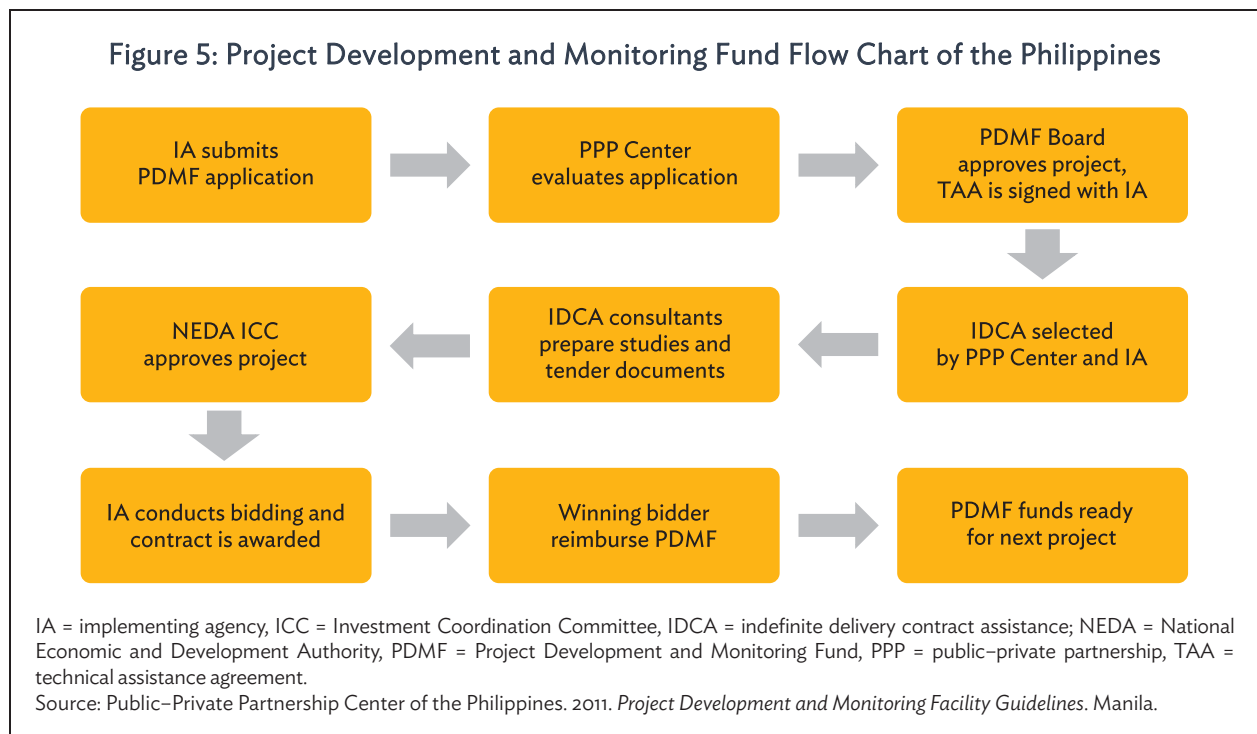 Figure 5: Project Development and Monitoring Fund Flow Chart of the Philippines
IA submits
PDMF application
PPP Center
evaluates application
PDMF Board
approves project,
TAA is signed with IA
IDCA selected
by PPP Center and IA
IDCA consultants
prepare studies and
tender documents
NEDA ICC
approves project
IA conducts bidding and
contract is awarded
Winning bidder
reimburse PDMF
PDMF funds ready
for next project
IA = implementing agency, ICC = Investment Coordination Committee, IDCA = indefinite delivery contract assistance; NEDA = National
Economic and Development Authority, PDMF = Project Development and Monitoring Fund, PPP = public–private partnership, TAA =
technical assistance agreement.
Source: Public–Private Partnership Center of the Philippines. 2011. Project Development and Monitoring Facility Guidelines. Manila.